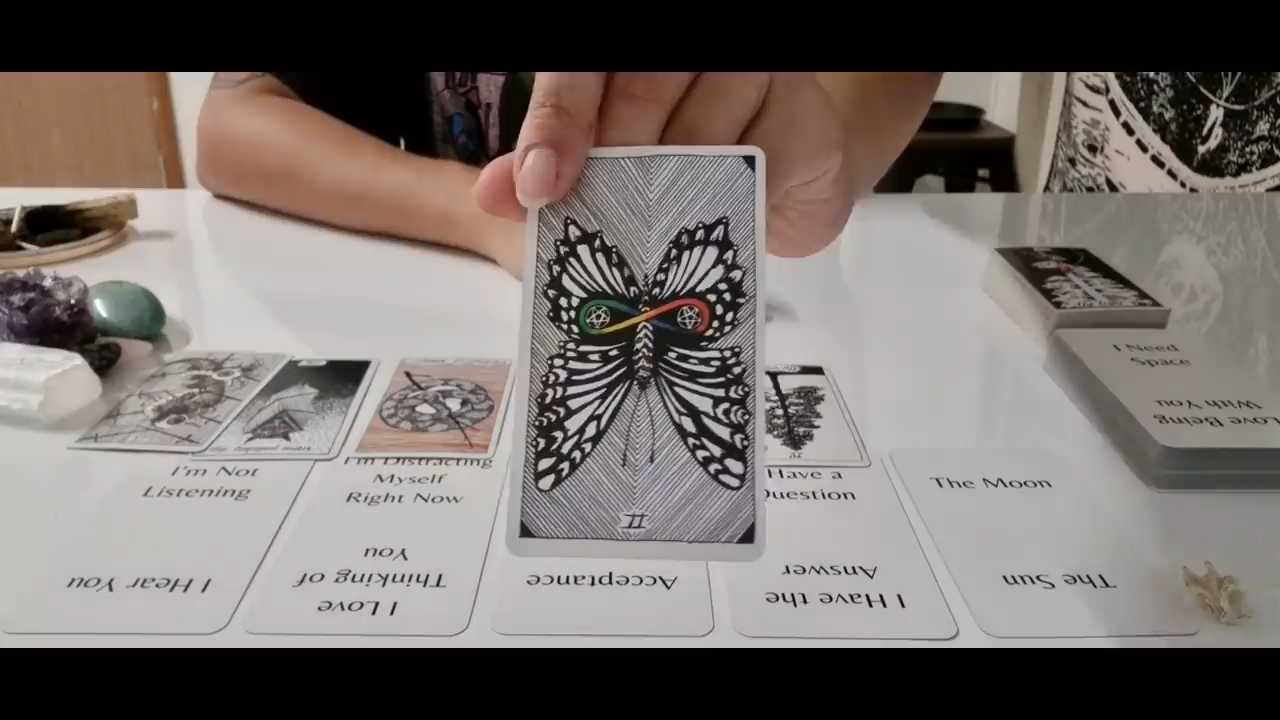 II
I Need
Space
Love Being
With You
I'm Not
Listening
I Hear You
I'm Distracting
Myself
Right Now
I Love
Thinking of
You
Acceptance
Have a
Question
I Have the
Answer
The Moon
The Sun